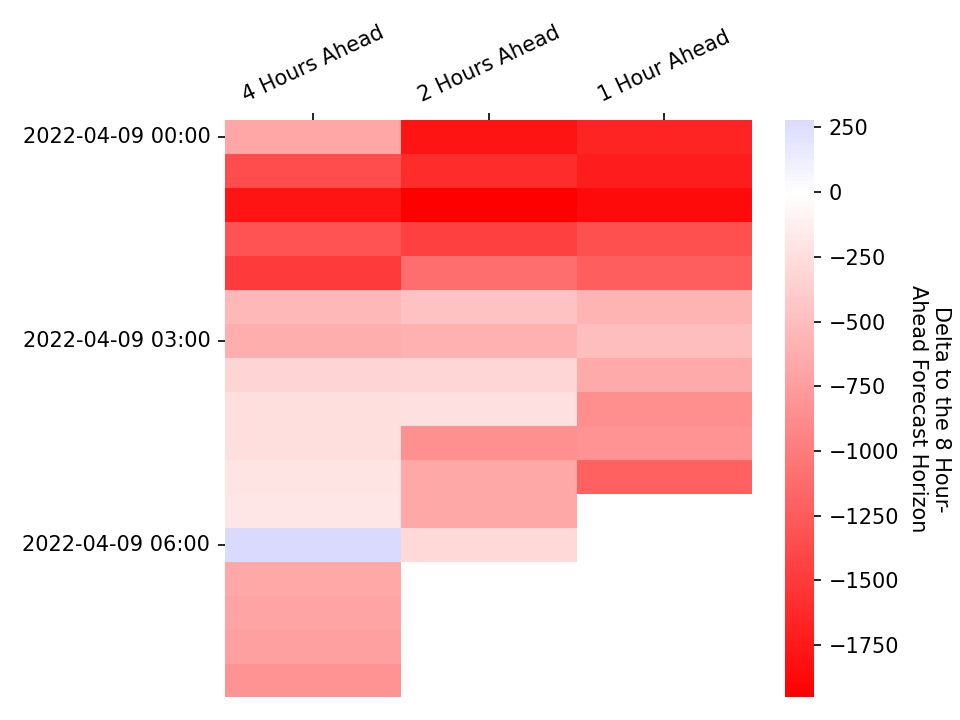 4 Hours Ahead
2 Hours Ahead
1 Hour Ahead
2022-04-09 00:00
2022-04-09 03:00
2022-04-09 06:00
250
0
−250
−500
−750
−1000
−1250
−1500
−1750
Delta to the 8 Hour-
Ahead Forecast Horizon